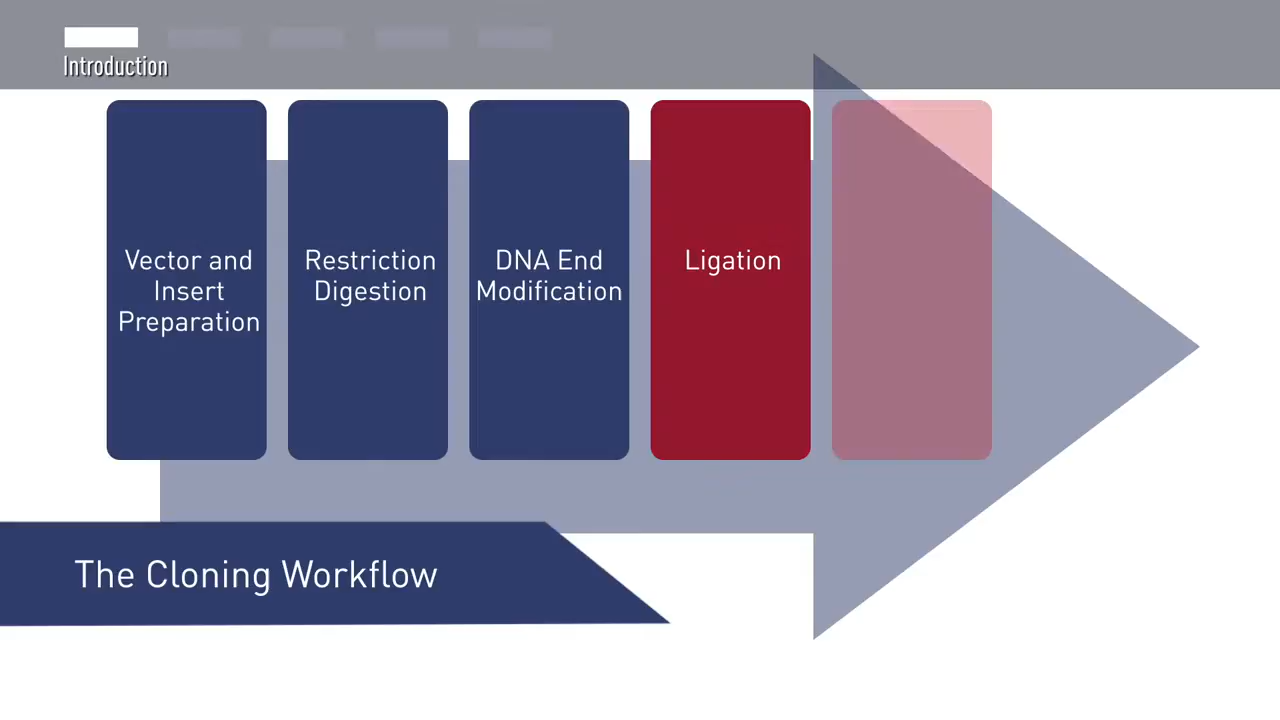 Introduction
Vector and
Insert
Preparation
Restriction
Digestion
DNA End
Modification
Ligation
The Cloning Workflow